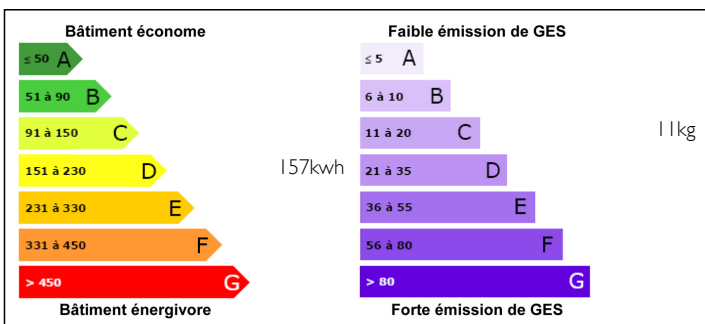 Bâtiment économe
≤ 50 A
51 à 90 B
91 à 150 C
151 à 230 D
231 à 330 E
331 à 450 F
> 450 G
Bâtiment énergivore
157kwh
Faible émission de GES
≤ 5 A
6 à 10 B
11 à 20 C
21 à 35 D
36 à 55 E
56 à 80 F
> 80 G
Forte émission de GES
11kg